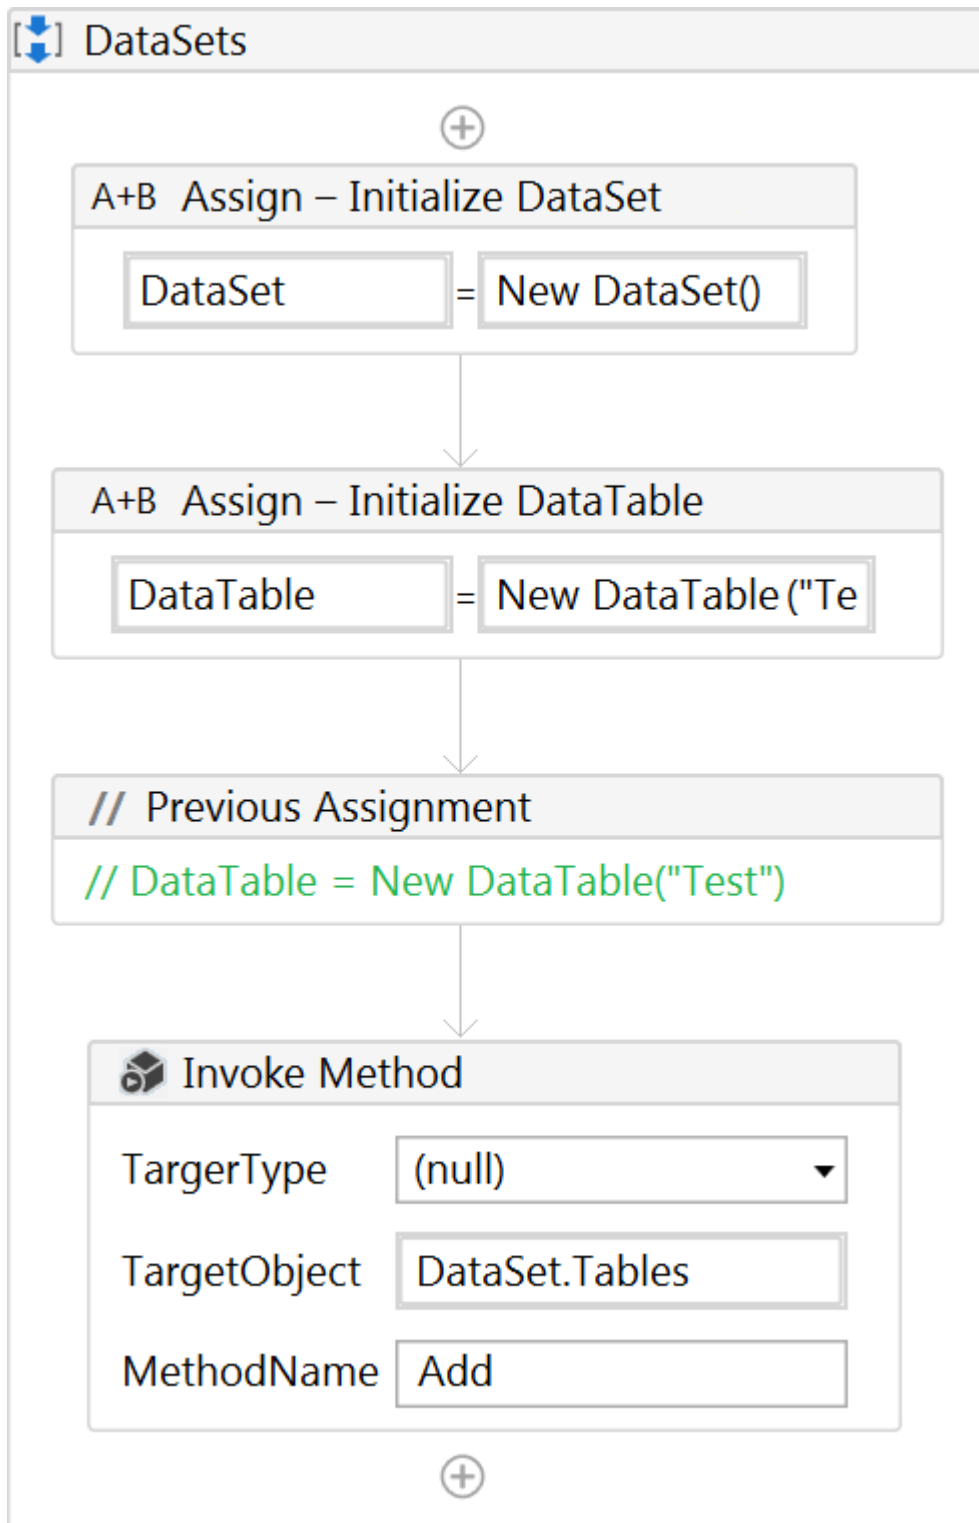 DataSets
A+B Assign – Initialize DataSet
DataSet = New DataSet()
A+B Assign – Initialize DataTable
DataTable = New DataTable ("Te
// Previous Assignment
// DataTable = New DataTable("Test")
Invoke Method
TargerType (null)
TargetObject DataSet.Tables
MethodName Add